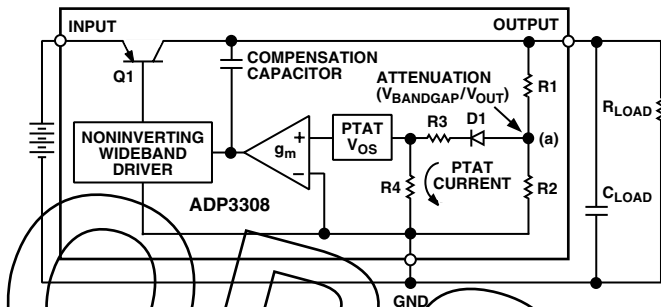 INPUT
OUTPUT
Q1
COMPENSATION
CAPACITOR
ATTENUATION
(VBANDGAP/VOUT)
R1
RLOAD
NONINVERTING
WIDEBAND
DRIVER
gm
+
−
PTAT
VOS
R3
D1
(a)
R4
PTAT
CURRENT
R2
CLOAD
ADP3308
GND